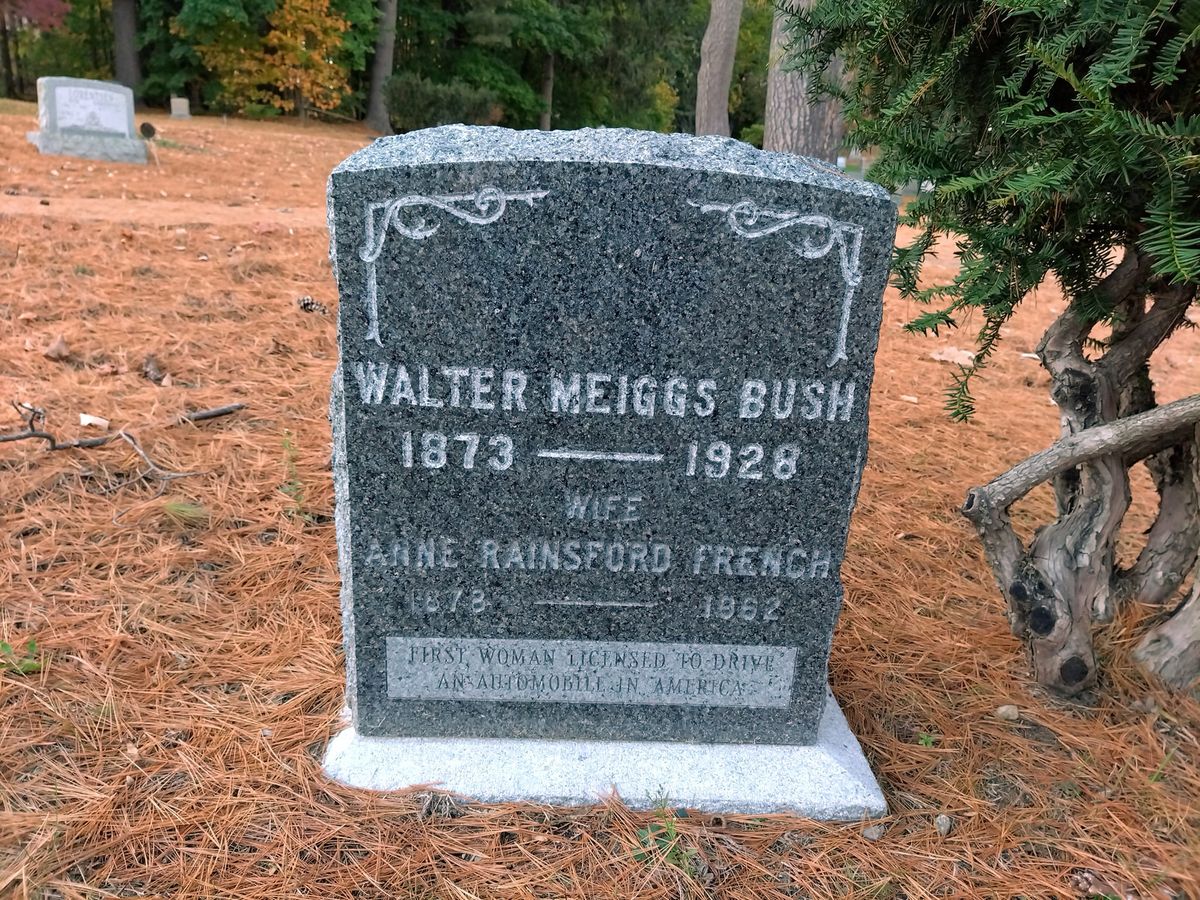 WALTER MEIGGS BUSH
1873 — 1928
WIFE
ANNE RAINSFORD FRENCH
1878 — 1962
FIRST WOMAN LICENSED TO DRIVE
AN AUTOMOBILE IN AMERICA